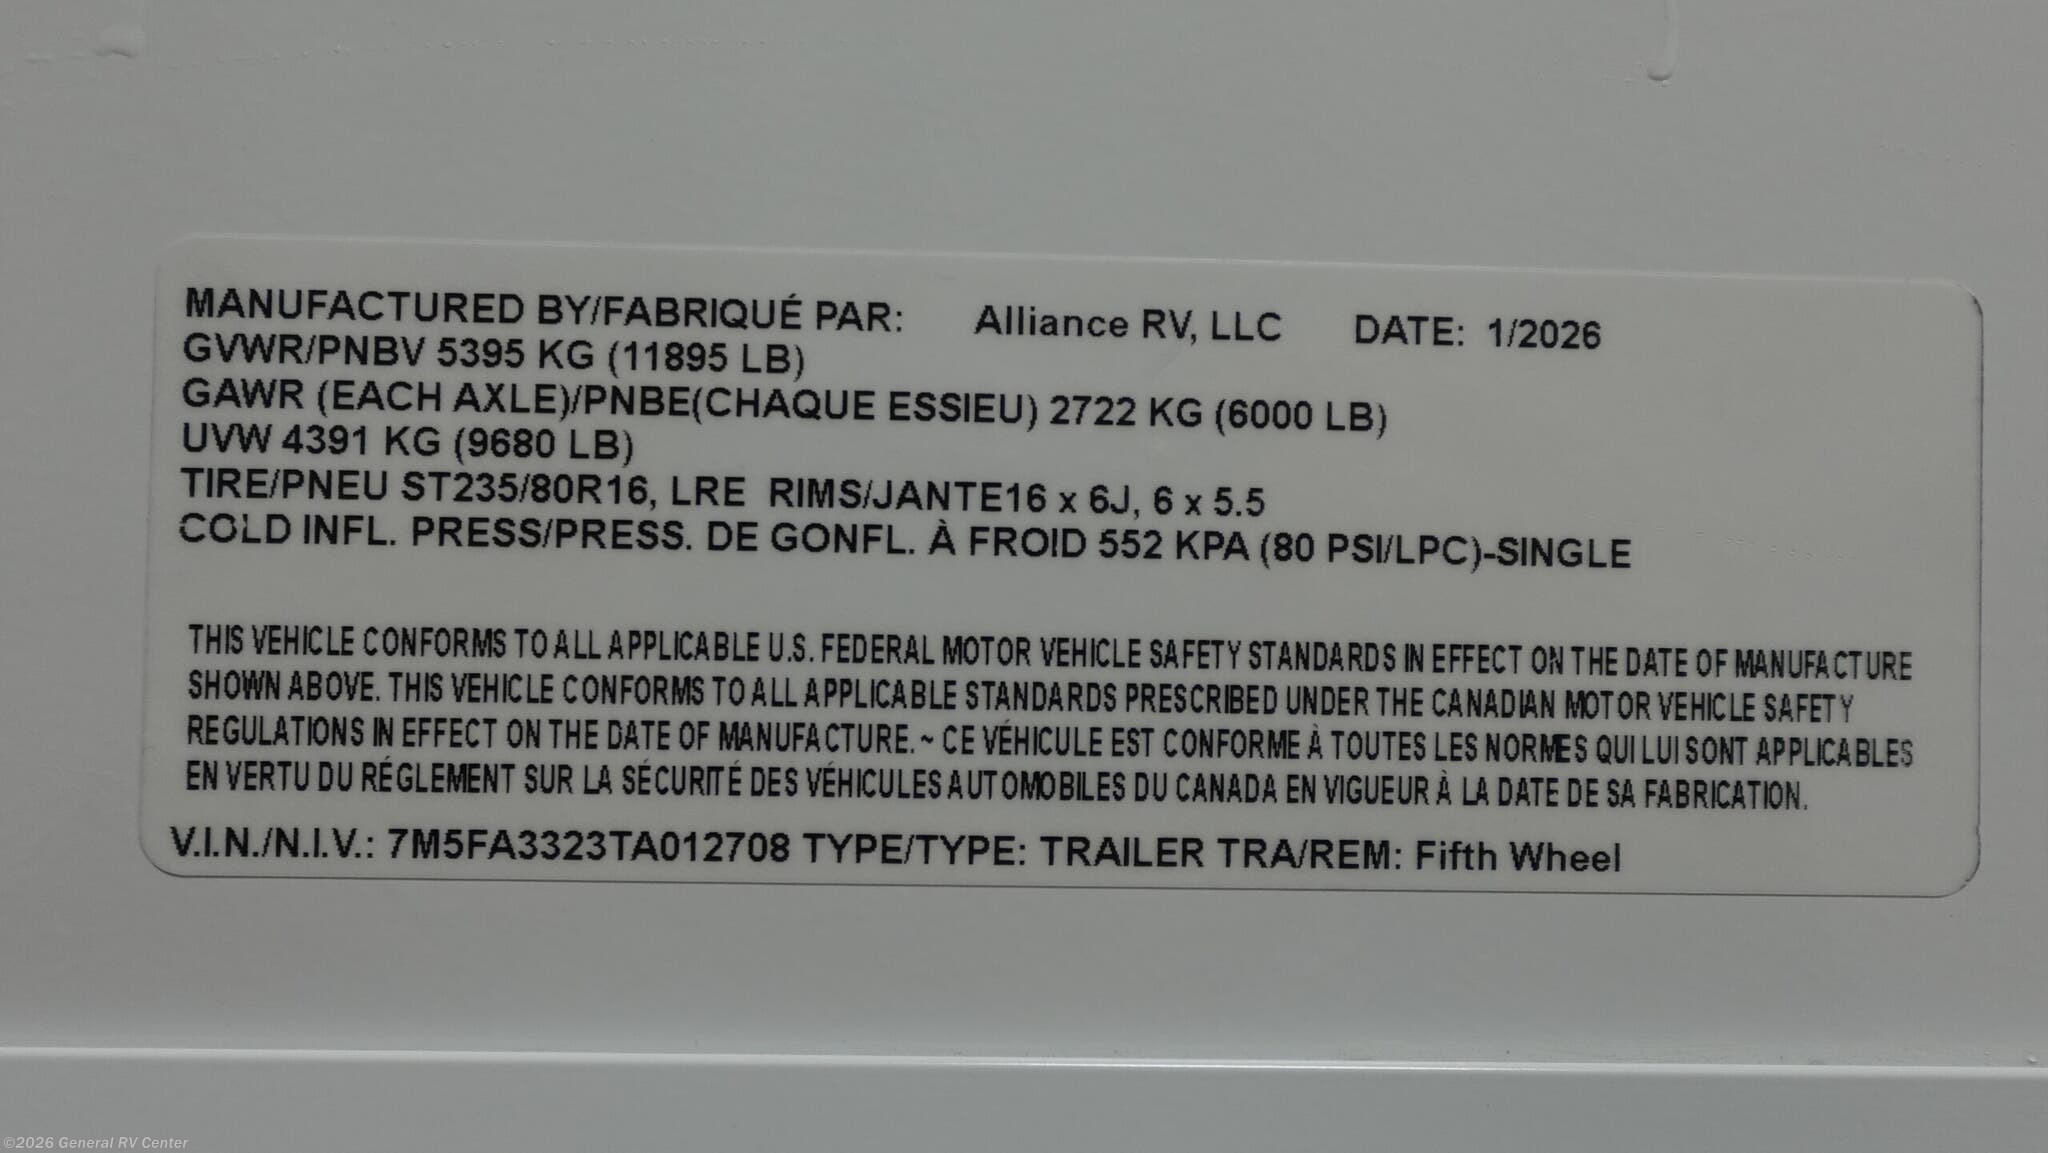 MANUFACTURED BY/FABRIQUÉ PAR: Alliance RV, LLC DATE: 1/2026
GVWR/PNBV 5395 KG (11895 LB)
GAWR (EACH AXLE)/PNBE(CHAQUE ESSIEU) 2722 KG (6000 LB)
UVW 4391 KG (9680 LB)
TIRE/PNEU ST235/80R16, LRE RIMS/JANTE16 x 6J, 6 x 5.5
COLD INFL. PRESS/PRESS. DE GONFL. À FROID 552 KPA (80 PSI/LPC)-SINGLE
THIS VEHICLE CONFORMS TO ALL APPLICABLE U.S. FEDERAL MOTOR VEHICLE SAFETY STANDARDS IN EFFECT ON THE DATE OF MANUFACTURE
SHOWN ABOVE. THIS VEHICLE CONFORMS TO ALL APPLICABLE STANDARDS PRESCRIBED UNDER THE CANADIAN MOTOR VEHICLE SAFETY
REGULATIONS IN EFFECT ON THE DATE OF MANUFACTURE. ~ CE VÉHICULE EST CONFORME À TOUTES LES NORMES QUI LUI SONT APPLICABLES
EN VERTU DU RÉGLEMENT SUR LA SÉCURITÉ DES VÉHICULES AUTOMOBILES DU CANADA EN VIGUEUR À LA DATE DE SA FABRICATION.
V.I.N./N.I.V.: 7M5FA3323TA012708 TYPE/TYPE: TRAILER TRA/REM: Fifth Wheel
©2026 General RV Center